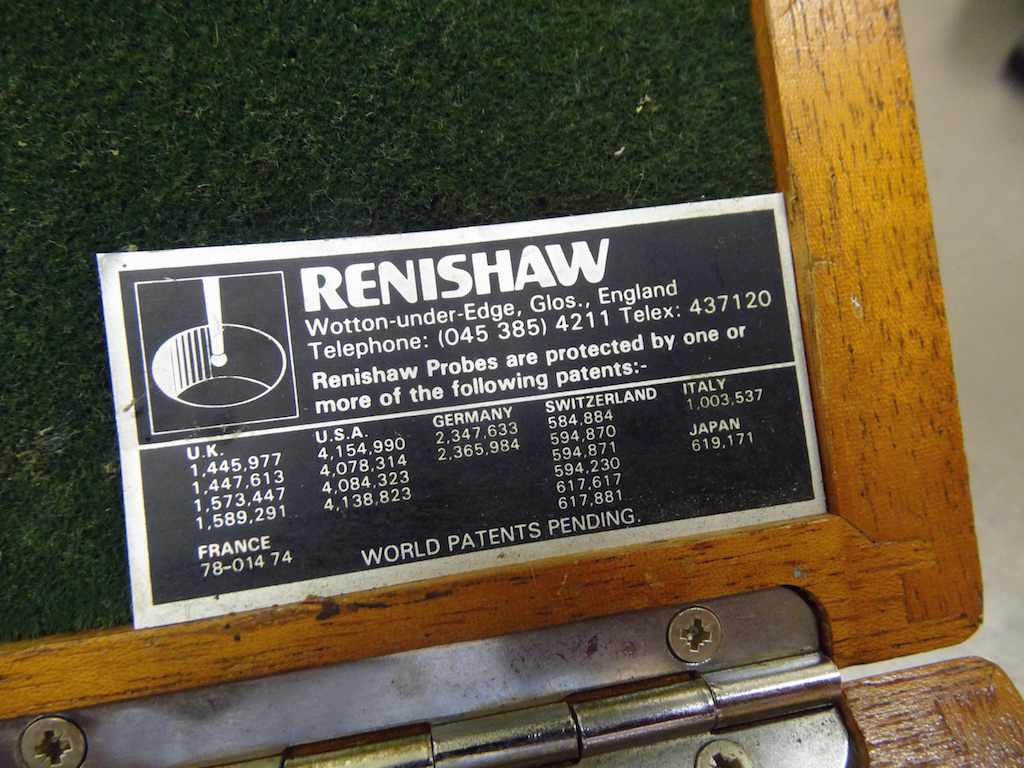 RENISHAW
Wotton-under-Edge, Glos., England
Telephone: (045 385) 4211 Telex: 437120
Renishaw Probes are protected by one or
more of the following patents:-
U.K.
1,445,977
1,447,613
1,573,447
1,589,291
FRANCE
78-014 74
U.S.A.
4,154,990
4,078,314
4,084,323
4,138,823
GERMANY
2,347,633
2,365,984
SWITZERLAND
584,884
594,870
594,871
594,230
617,617
617,881
ITALY
1,003,537
JAPAN
619,171
WORLD PATENTS PENDING.